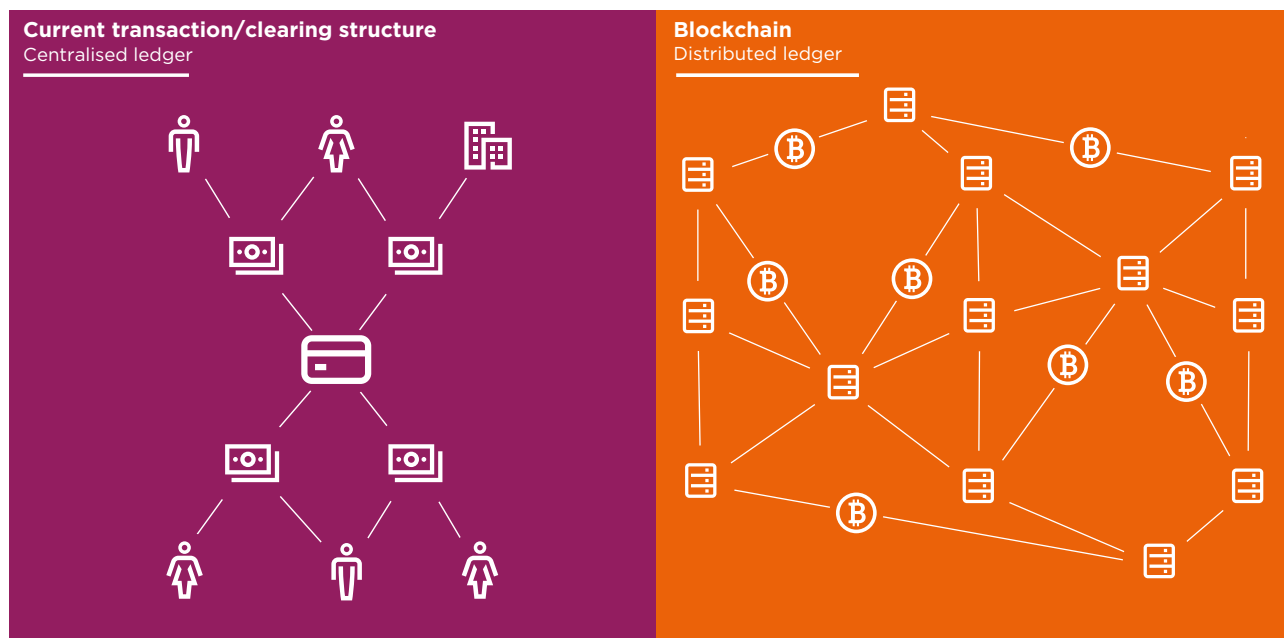 Current transaction/clearing structure
Centralised ledger
Blockchain
Distributed ledger